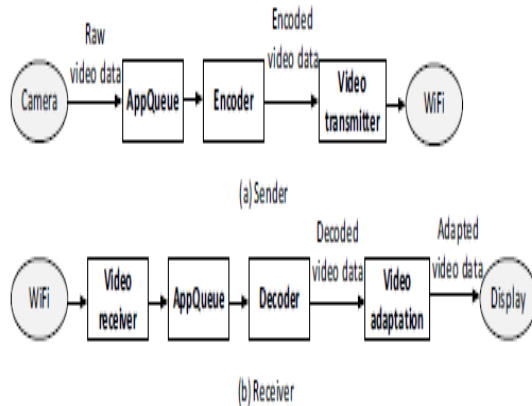 Raw
video data
Encoded
video data
Camera
AppQueue
Encoder
Video
transmitter
WiFi
(a) Sender
Decoded
video data
Adapted
video data
WiFi
Video
receiver
AppQueue
Decoder
Video
adaptation
Display
(b) Receiver